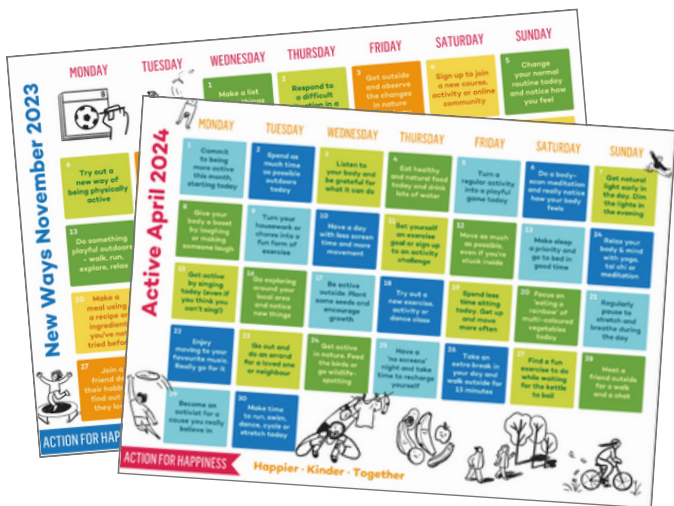 New Ways November 2023
MONDAY TUESDAY WEDNESDAY THURSDAY FRIDAY SATURDAY SUNDAY
1
Make a list
2
Respond to
a difficult
in a
3
Get outside
and observe
the changes
in nature
4
Sign up to join
a new course,
activity or online
community
5
Change
your normal
routine today
and notice how
you feel
6
Try out a
new way of
being physically
active
13
Do something
playful outdoors
- walk, run,
explore, relax
20
Make a
meal using
a recipe or
ingredient
you've not
tried before
27
Join a
friend
their
find out
they
ACTION FOR HAP
Active April 2024
MONDAY TUESDAY WEDNESDAY THURSDAY FRIDAY SATURDAY SUNDAY
1
Commit
to being
more active
this month,
starting today
2
Spend as
much time
as possible
outdoors
today
3
Listen to
your body and
be grateful for
what it can do
4
Eat healthy
and natural food
today and drink
lots of water
5
Turn a
regular activity
into a playful
game today
6
Do a body-
scan meditation
and really notice
how your body
feels
7
Get natural
light early in
the day. Dim
the lights in
the evening
8
Give your
body a boost
by laughing
or making
someone laugh
9
Turn your
housework or
chores into a
fun form of
exercise
10
Have a day
with less screen
time and more
movement
11
Set yourself
an exercise
goal or sign up
to an activity
challenge
12
Move as
much as
possible,
even if you're
stuck inside
13
Make sleep
a priority and
go to bed in
good time
14
Relax your
body & mind
with yoga,
tai chi or
meditation
15
Get active
by singing
today (even if
you think you
can't sing!)
16
Go exploring
around your
local area
and notice
new things
17
Be active
outside. Plant
some seeds and
encourage
growth
18
Try out a
new exercise,
activity or
dance class
19
Spend less
time sitting
today. Get up
and move
more often
20
Focus on
'eating a
rainbow' of
multi-coloured
vegetables
today
21
Regularly
pause to
stretch and
breathe during
the day
22
Enjoy
moving to your
favourite music.
Really go for it
23
Go out and
do an errand
for a loved one
or neighbour
24
Get active
in nature. Feed
the birds or
go wildlife-
spotting
25
Have a
'no screens'
night and take
time to recharge
yourself
26
Take an
extra break in
your day and
walk outside for
15 minutes
27
Find a fun
exercise to do
while waiting
for the kettle
to boil
28
Meet a
friend outside
for a walk
and a chat
29
Become an
activist for a
cause you really
believe in
30
Make time
to run, swim,
dance, cycle or
stretch today
ACTION FOR HAPPINESS
Happier · Kinder · Together